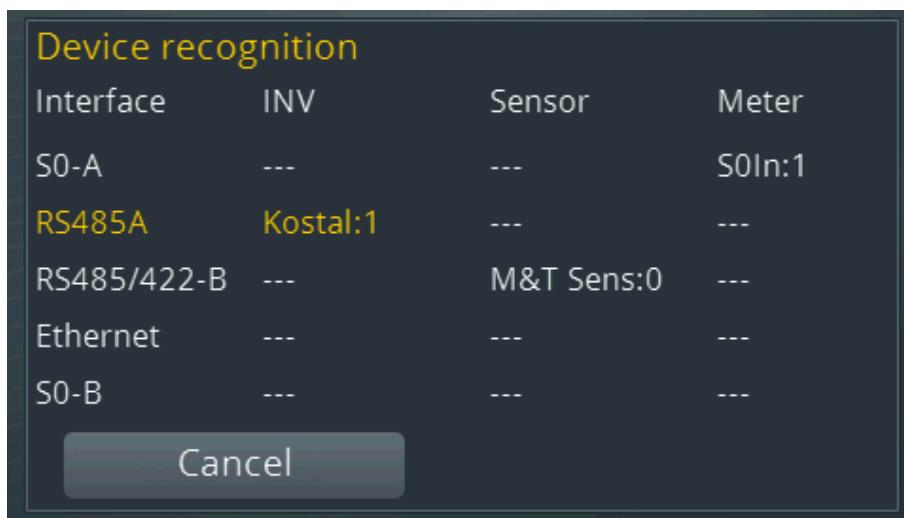 Device recognition
Interface INV Sensor Meter
S0-A --- --- S0In:1
RS485A Kostal:1 --- ---
RS485/422-B --- M&T Sens:0 ---
Ethernet --- --- ---
S0-B --- --- ---
Cancel